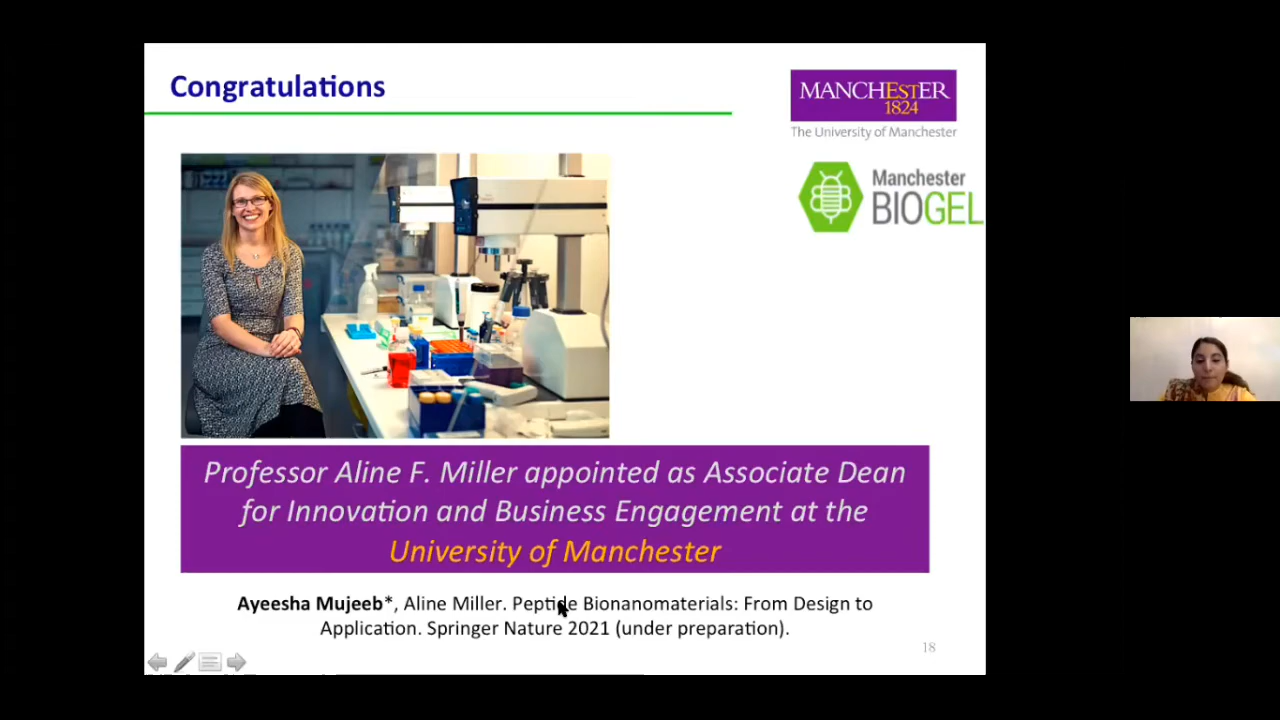 Congratulations
MANCHESTER
1824
The University of Manchester
Manchester
BIOGEL
Professor Aline F. Miller appointed as Associate Dean
for Innovation and Business Engagement at the
University of Manchester
Ayeesha Mujeeb*, Aline Miller. Peptide Bionanomaterials: From Design to
Application. Springer Nature 2021 (under preparation).
18